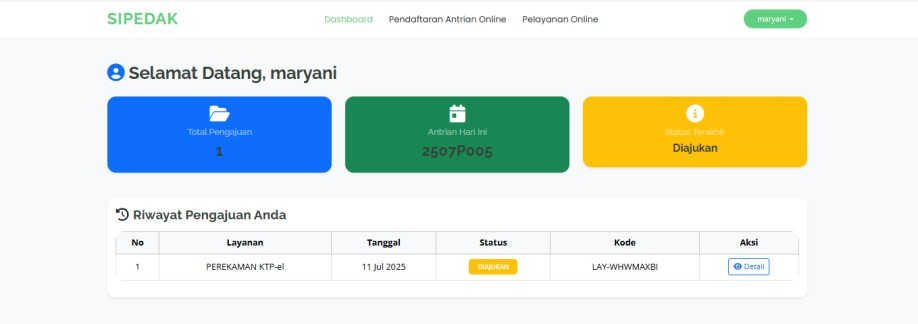 SIPEDAK Dashboard Pendaftaran Antrian Online Pelayanan Online maryani
Selamat Datang, maryani
Total Pengajuan
1
Antrian Hari Ini
2507P005
Status Terakhir
Diajukan
Riwayat Pengajuan Anda
No Layanan Tanggal Status Kode Aksi
1 PEREKAMAN KTP-el 11 Jul 2025 DIAJUKAN LAY-WHWMAXBI Detail